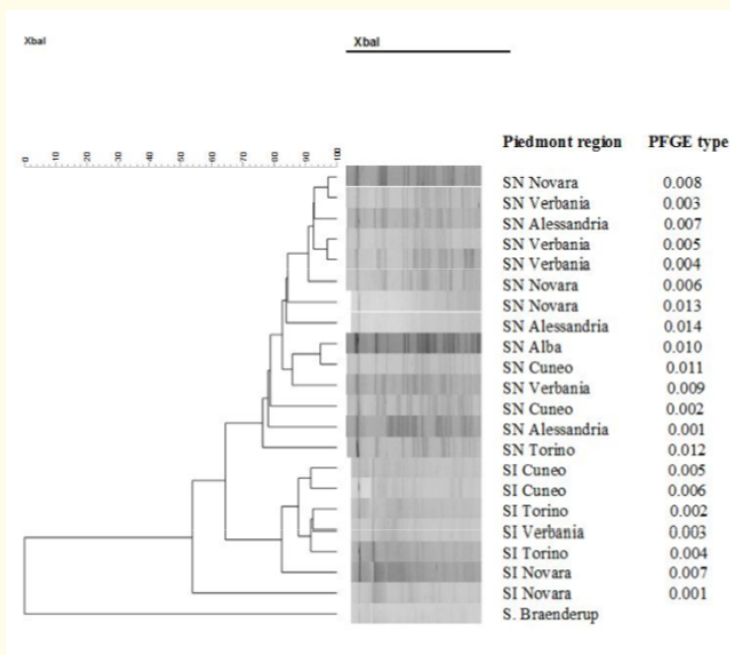 XbaI XbaI
0 10 20 30 40 50 60 70 80 90 100
Piedmont region PFGE type
SN Novara 0.008
SN Verbania 0.003
SN Alessandria 0.007
SN Verbania 0.005
SN Verbania 0.004
SN Novara 0.006
SN Novara 0.013
SN Alessandria 0.014
SN Alba 0.010
SN Cuneo 0.011
SN Verbania 0.009
SN Cuneo 0.002
SN Alessandria 0.001
SN Torino 0.012
SI Cuneo 0.005
SI Cuneo 0.006
SI Torino 0.002
SI Verbania 0.003
SI Torino 0.004
SI Novara 0.007
SI Novara 0.001
S. Braenderup